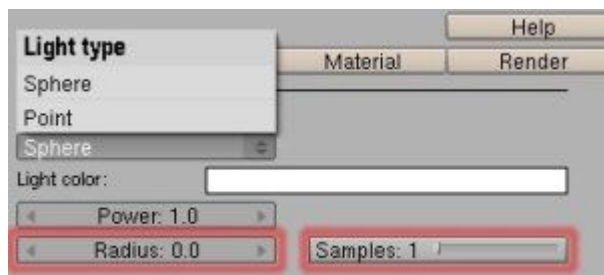 Help
Light type
Material Render
Sphere
Point
Sphere
Light color:
Power: 1.0
Radius: 0.0 Samples: 1